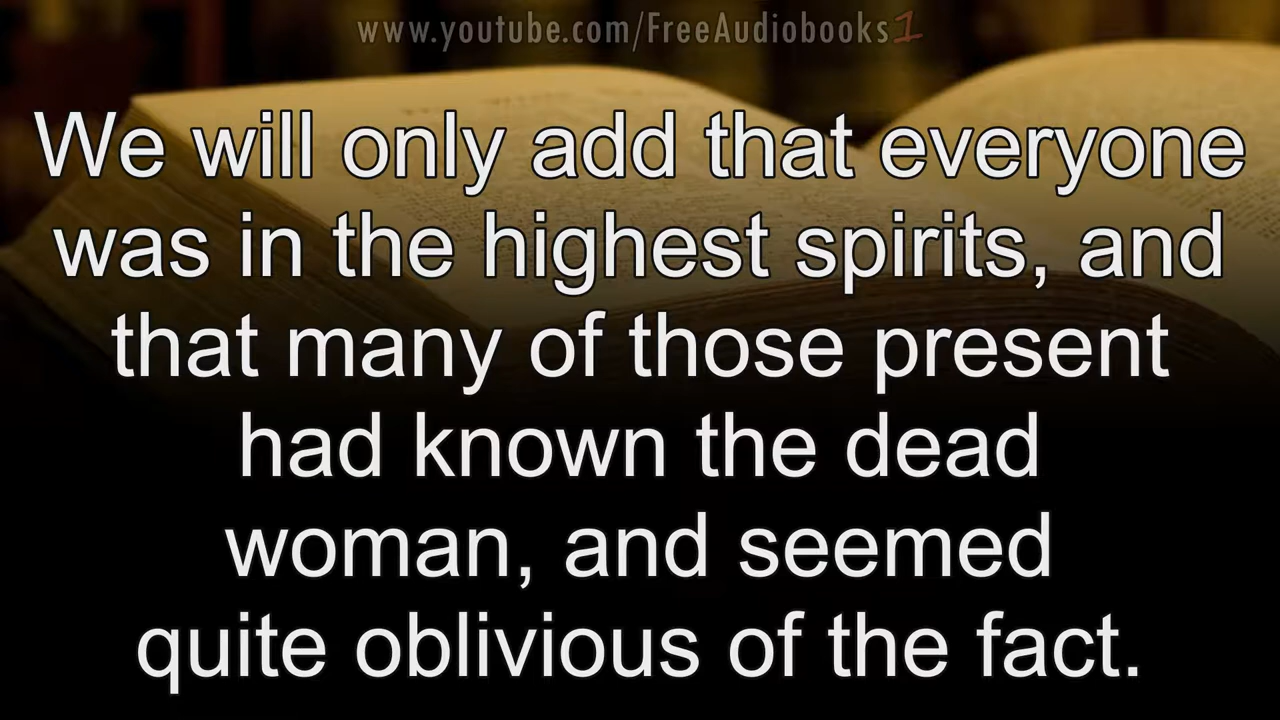 www.youtube.com/FreeAudiobooks1
We will only add that everyone
was in the highest spirits, and
that many of those present
had known the dead
woman, and seemed
quite oblivious of the fact.